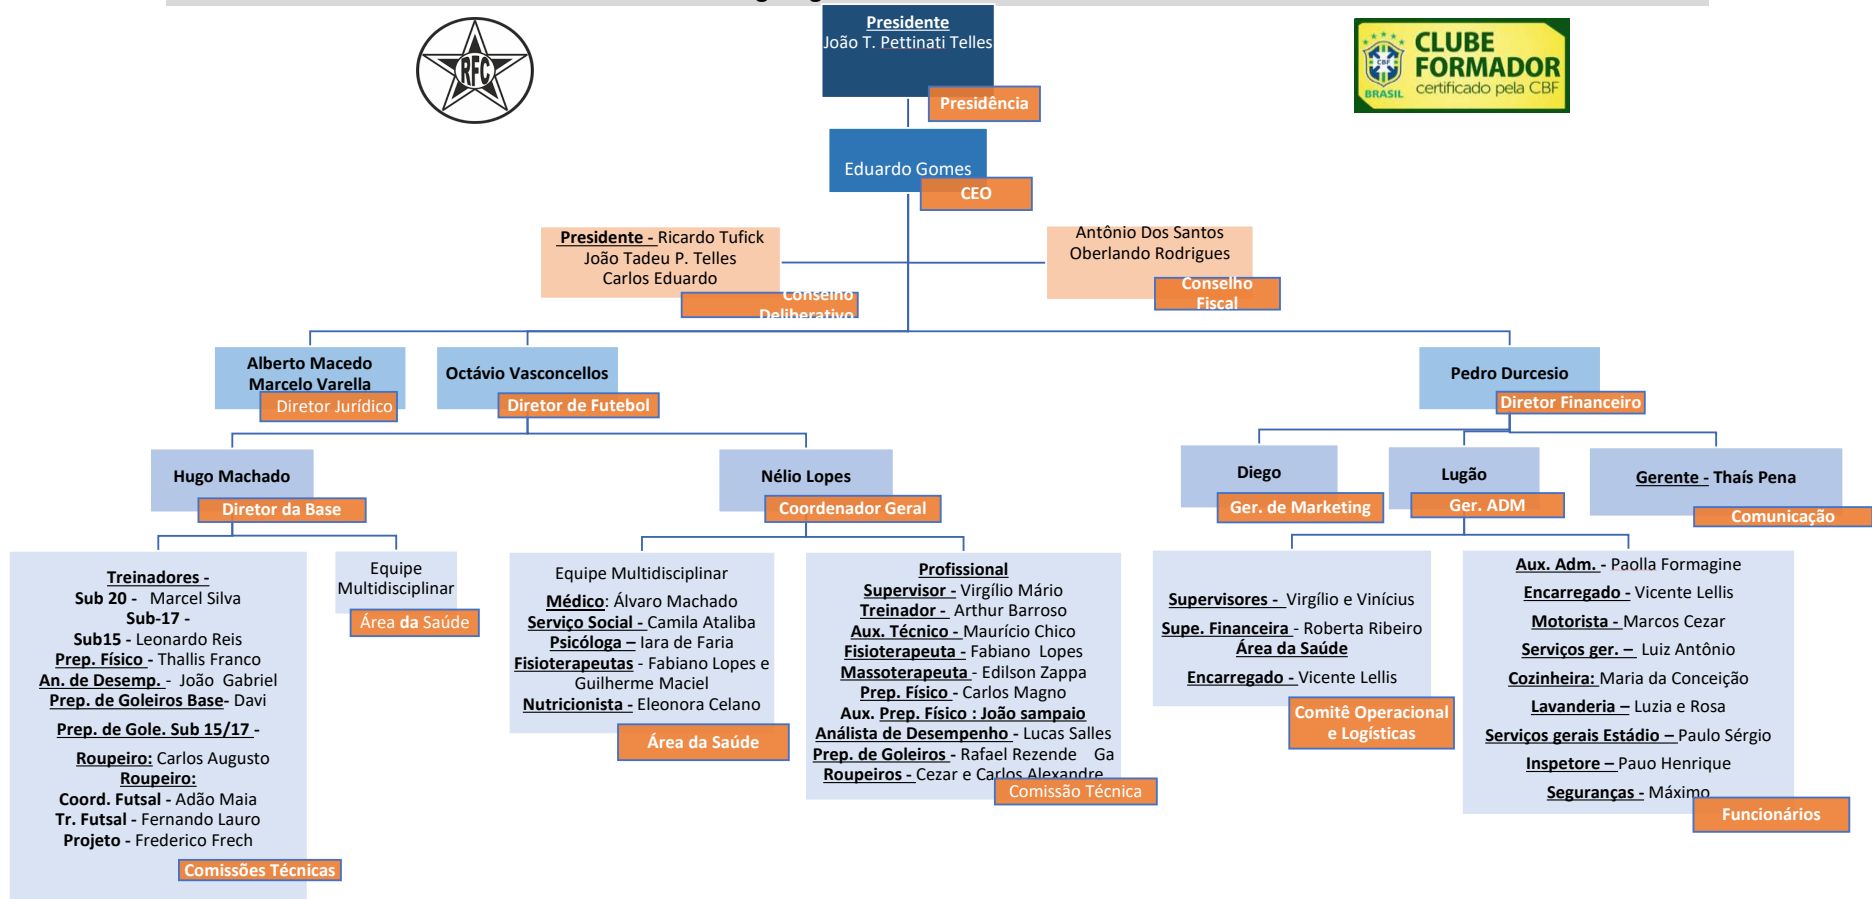 Presidente
João T. Pettinati Telles
Presidência
RFC
CBF
BRASIL
CLUBE
FORMADOR
certificado pela CBF
Eduardo Gomes
CEO
Presidente - Ricardo Tufick
João Tadeu P. Telles
Carlos Eduardo
Conselho
Deliberativo
Antônio Dos Santos
Oberlando Rodrigues
Conselho
Fiscal
Alberto Macedo
Marcelo Varella
Diretor Jurídico
Octávio Vasconcellos
Diretor de Futebol
Pedro Durcesio
Diretor Financeiro
Hugo Machado
Diretor da Base
Nélio Lopes
Coordenador Geral
Diego
Ger. de Marketing
Lugão
Ger. ADM
Gerente - Thaís Pena
Comunicação
Treinadores -
Sub 20 - Marcel Silva
Sub-17 -
Sub15 - Leonardo Reis
Prep. Físico - Thallis Franco
An. de Desemp. - João Gabriel
Prep. de Goleiros Base- Davi
Prep. de Gole. Sub 15/17 -
Roupeiro: Carlos Augusto
Roupeiro:
Coord. Futsal - Adão Maia
Tr. Futsal - Fernando Lauro
Projeto - Frederico Frech
Comissões Técnicas
Equipe
Multidisciplinar
Área da Saúde
Equipe Multidisciplinar
Médico: Álvaro Machado
Serviço Social - Camila Ataliba
Psicóloga – Iara de Faria
Fisioterapeutas - Fabiano Lopes e
Guilherme Maciel
Nutricionista - Eleonora Celano
Área da Saúde
Profissional
Supervisor - Virgílio Mário
Treinador - Arthur Barroso
Aux. Técnico - Maurício Chico
Fisioterapeuta - Fabiano Lopes
Massoterapeuta - Edilson Zappa
Prep. Físico - Carlos Magno
Aux. Prep. Físico : João sampaio
Análista de Desempenho - Lucas Salles
Prep. de Goleiros - Rafael Rezende Ga
Roupeiros - Cezar e Carlos Alexandre
Comissão Técnica
Supervisores - Virgílio e Vinícius
Supe. Financeira - Roberta Ribeiro
Área da Saúde
Encarregado - Vicente Lellis
Comitê Operacional
e Logísticas
Aux. Adm. - Paolla Formagine
Encarregado - Vicente Lellis
Motorista - Marcos Cezar
Serviços ger. – Luiz Antônio
Cozinheira: Maria da Conceição
Lavanderia – Luzia e Rosa
Serviços gerais Estádio – Paulo Sérgio
Inspetore – Pauo Henrique
Seguranças - Máximo
Funcionários